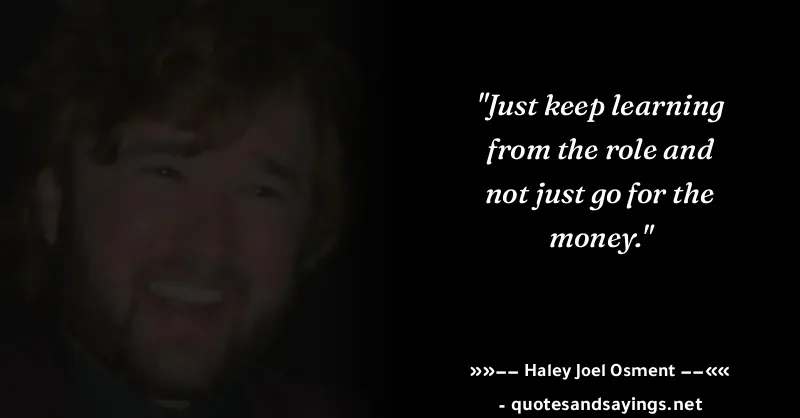 "Just keep learning
from the role and
not just go for the
money."
»»−− Haley Joel Osment −−««
- quotesandsayings.net